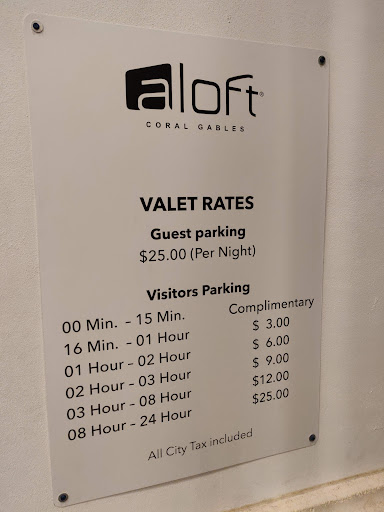 aloft®
CORAL GABLES
VALET RATES
Guest parking
$25.00 (Per Night)
Visitors Parking
00 Min. – 15 Min. Complimentary
16 Min. – 01 Hour $ 3.00
01 Hour – 02 Hour $ 6.00
02 Hour – 03 Hour $ 9.00
03 Hour – 08 Hour $12.00
08 Hour – 24 Hour $25.00
All City Tax included